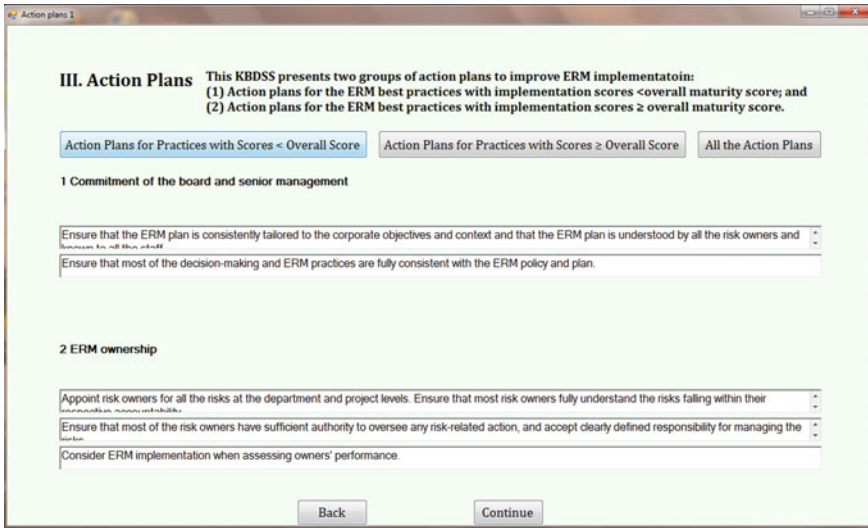 Action plans 1
III. Action Plans
This KBDSS presents two groups of action plans to improve ERM implementatoin:
(1) Action plans for the ERM best practices with implementation scores <overall maturity score; and
(2) Action plans for the ERM best practices with implementation scores ≥ overall maturity score.
Action Plans for Practices with Scores < Overall Score
Action Plans for Practices with Scores ≥ Overall Score
All the Action Plans
1 Commitment of the board and senior management
Ensure that the ERM plan is consistently tailored to the corporate objectives and context and that the ERM plan is understood by all the risk owners and
known to all the staff
Ensure that most of the decision-making and ERM practices are fully consistent with the ERM policy and plan.
2 ERM ownership
Appoint risk owners for all the risks at the department and project levels. Ensure that most risk owners fully understand the risks falling within their
respective accountability
Ensure that most of the risk owners have sufficient authority to oversee any risk-related action, and accept clearly defined responsibility for managing the
risks
Consider ERM implementation when assessing owners' performance.
Back
Continue